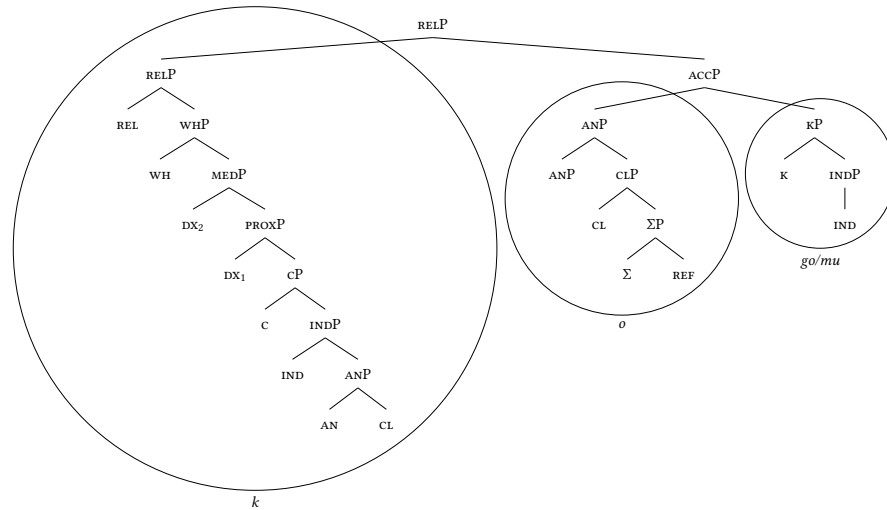 RELP
RELP ACCP
REL WHP ANP KP
WH MEDP ANP CLP K INDP
DX2 PROXP CL ΣP IND
DX1 CP Σ REF go/mu
C INDP o
IND ANP
AN CL
k